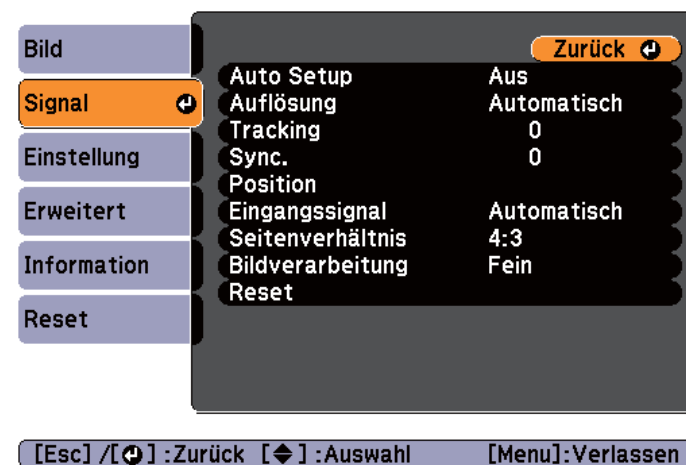 Bild
Signal
Einstellung
Erweitert
Information
Reset
Zurück
Auto Setup Aus
Auflösung Automatisch
Tracking 0
Sync. 0
Position
Eingangssignal Automatisch
Seitenverhältnis 4:3
Bildverarbeitung Fein
Reset
[Esc] /[⏎] :Zurück [◆] :Auswahl [Menu]:Verlassen